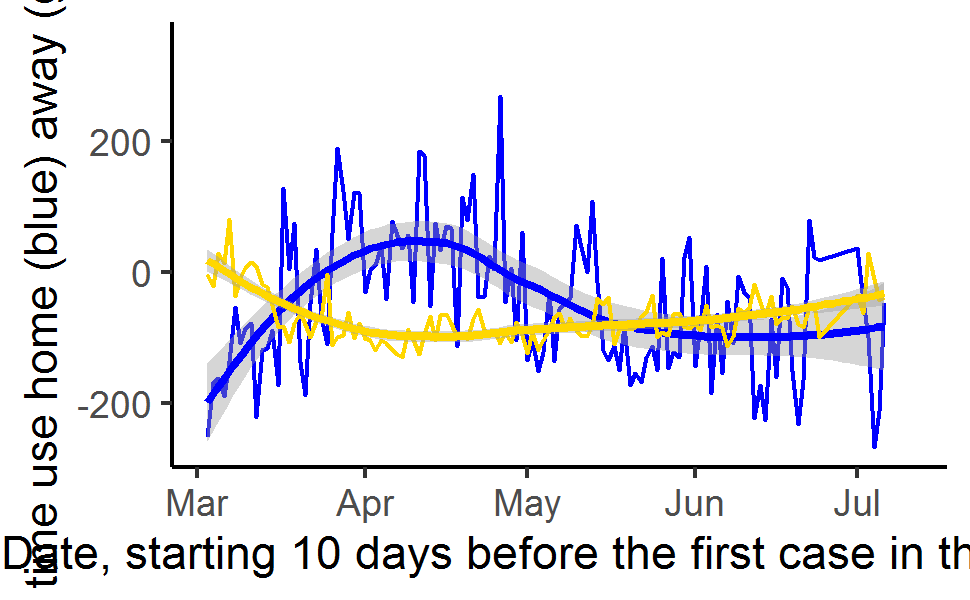 time use home (blue) away (
200
0
-200
Mar Apr May Jun Jul
Date, starting 10 days before the first case in th